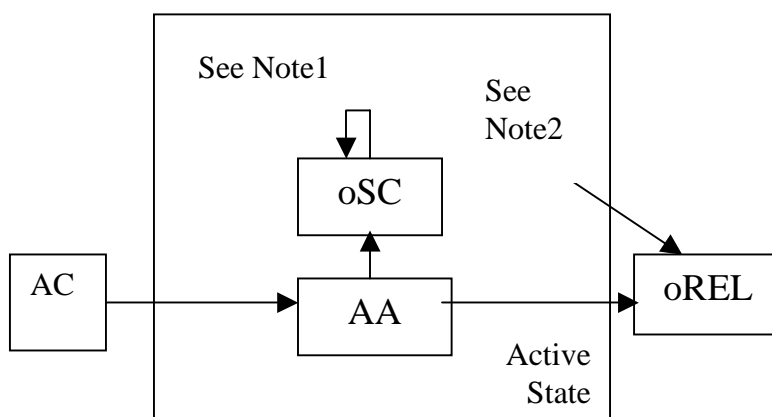 See Note1
See
Note2
oSC
AC
AA
oREL
Active
State